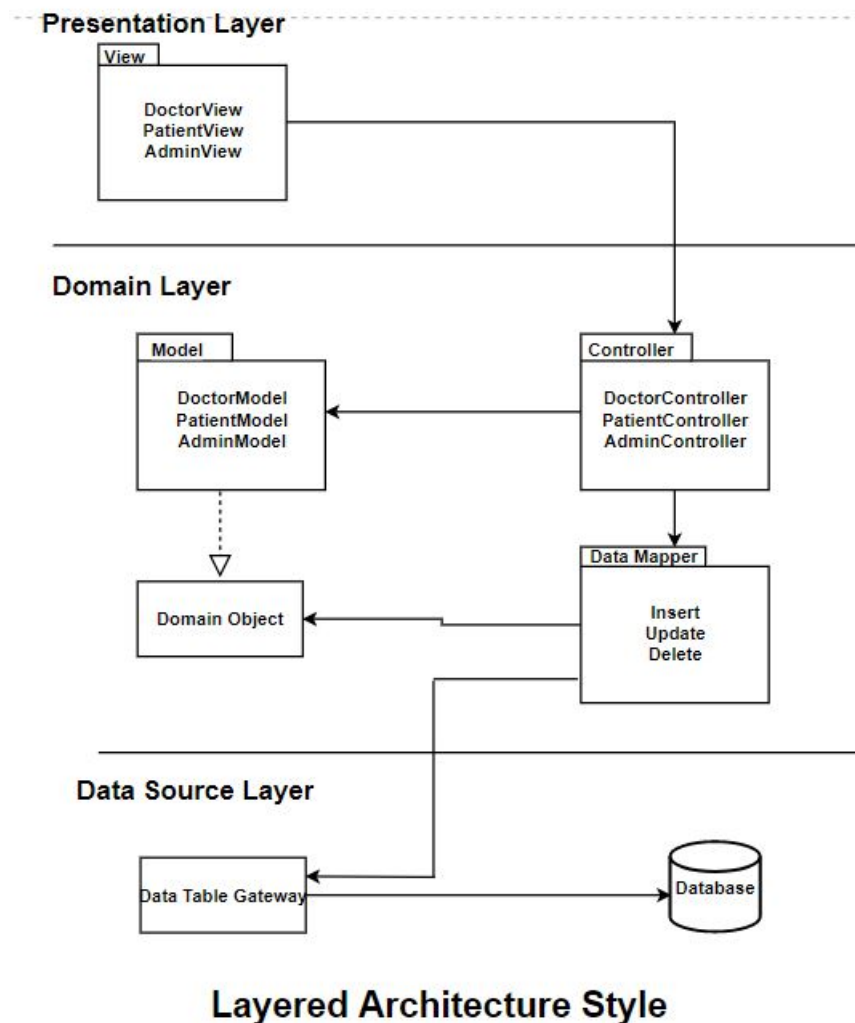 Presentation Layer
View
DoctorView
PatientView
AdminView
Domain Layer
Model
DoctorModel
PatientModel
AdminModel
Controller
DoctorController
PatientController
AdminController
Domain Object
Data Mapper
Insert
Update
Delete
Data Source Layer
Data Table Gateway
Database
Layered Architecture Style